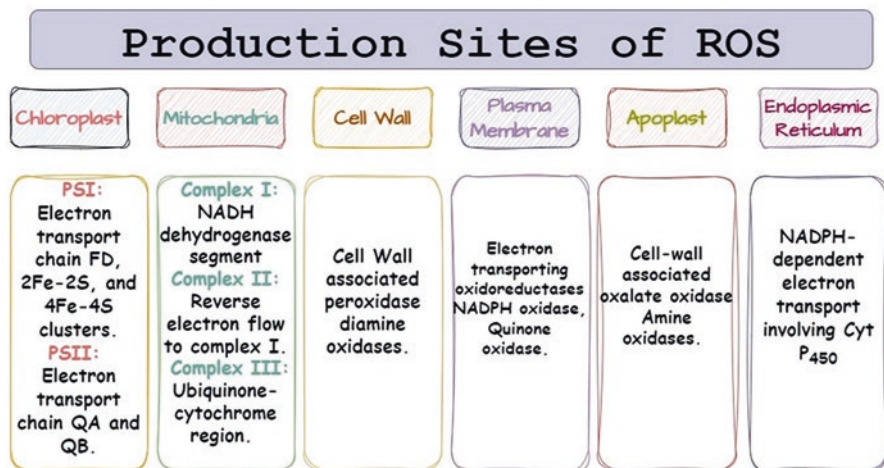 Production Sites of ROS
Chloroplast
PSI:
Electron
transport
chain FD,
2Fe-2S, and
4Fe-4S
clusters.
PSII:
Electron
transport
chain QA and
QB.
Mitochondria
Complex I:
NADH
dehydrogenase
segment
Complex II:
Reverse
electron flow
to complex I.
Complex III:
Ubiquinone-
cytochrome
region.
Cell Wall
Cell Wall
associated
peroxidase
diamine
oxidases.
Plasma
Membrane
Electron
transporting
oxidoreductases
NADPH oxidase,
Quinone
oxidase.
Apoplast
Cell-wall
associated
oxalate oxidase
Amine
oxidases.
Endoplasmic
Reticulum
NADPH-
dependent
electron
transport
involving Cyt
P450